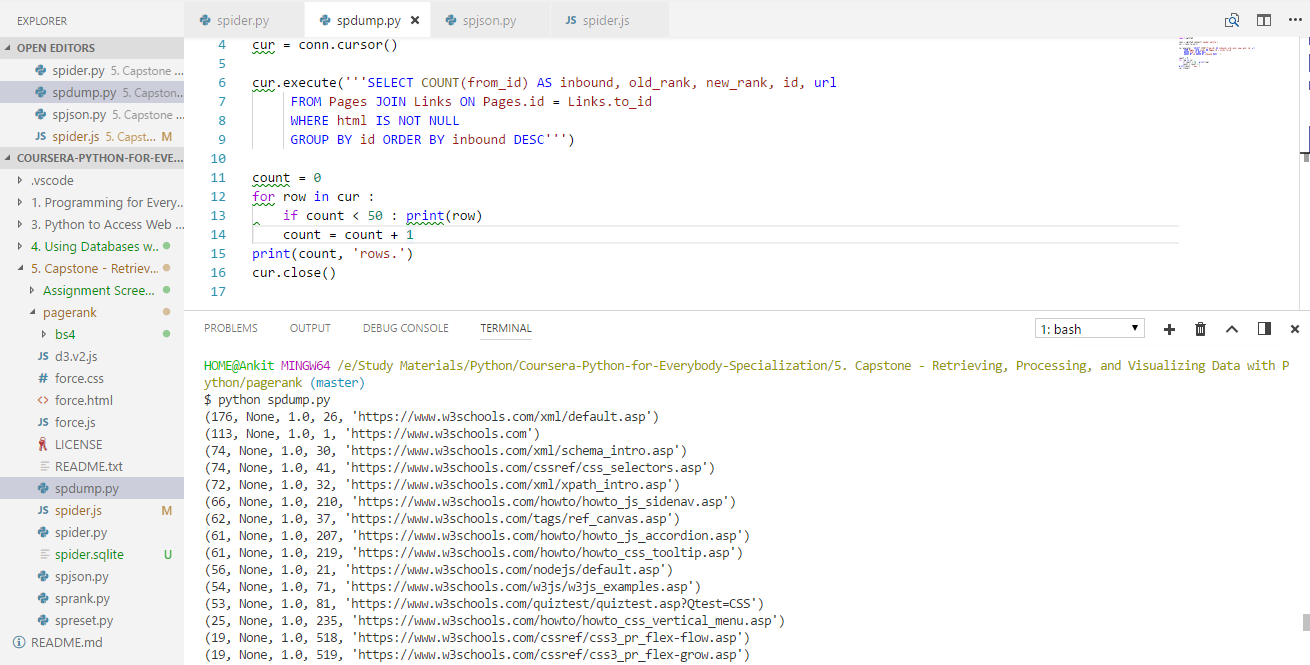 EXPLORER
OPEN EDITORS
spider.py 5. Capstone ...
spdump.py 5. Capston...
spjson.py 5. Capstone ...
JS spider.js 5. Capst... M
COURSERA-PYTHON-FOR-EVE...
.vscode
1. Programming for Every...
3. Python to Access Web ...
4. Using Databases w...
5. Capstone - Retriev...
Assignment Scree...
pagerank
bs4
JS d3.v2.js
# force.css
<> force.html
JS force.js
LICENSE
README.txt
spdump.py
JS spider.js M
spider.py
spider.sqlite U
spjson.py
sprank.py
spreset.py
README.md
spider.py spdump.py × spjson.py JS spider.js
4 cur = conn.cursor()
5
6 cur.execute('''SELECT COUNT(from_id) AS inbound, old_rank, new_rank, id, url
7 FROM Pages JOIN Links ON Pages.id = Links.to_id
8 WHERE html IS NOT NULL
9 GROUP BY id ORDER BY inbound DESC''')
10
11 count = 0
12 for row in cur :
13 if count < 50 : print(row)
14 count = count + 1
15 print(count, 'rows.')
16 cur.close()
17
PROBLEMS OUTPUT DEBUG CONSOLE TERMINAL 1: bash
HOME@Ankit MINGW64 /e/Study Materials/Python/Coursera-Python-for-Everybody-Specialization/5. Capstone - Retrieving, Processing, and Visualizing Data with P
ython/pagerank (master)
$ python spdump.py
(176, None, 1.0, 26, 'https://www.w3schools.com/xml/default.asp')
(113, None, 1.0, 1, 'https://www.w3schools.com')
(74, None, 1.0, 30, 'https://www.w3schools.com/xml/schema_intro.asp')
(74, None, 1.0, 41, 'https://www.w3schools.com/cssref/css_selectors.asp')
(72, None, 1.0, 32, 'https://www.w3schools.com/xml/xpath_intro.asp')
(66, None, 1.0, 210, 'https://www.w3schools.com/howto/howto_js_sidenav.asp')
(62, None, 1.0, 37, 'https://www.w3schools.com/tags/ref_canvas.asp')
(61, None, 1.0, 207, 'https://www.w3schools.com/howto/howto_js_accordion.asp')
(61, None, 1.0, 219, 'https://www.w3schools.com/howto/howto_css_tooltip.asp')
(56, None, 1.0, 21, 'https://www.w3schools.com/nodejs/default.asp')
(54, None, 1.0, 71, 'https://www.w3schools.com/w3js/w3js_examples.asp')
(53, None, 1.0, 81, 'https://www.w3schools.com/quiztest/quiztest.asp?Qtest=CSS')
(25, None, 1.0, 235, 'https://www.w3schools.com/howto/howto_css_vertical_menu.asp')
(19, None, 1.0, 518, 'https://www.w3schools.com/cssref/css3_pr_flex-flow.asp')
(19, None, 1.0, 519, 'https://www.w3schools.com/cssref/css3_pr_flex-grow.asp')